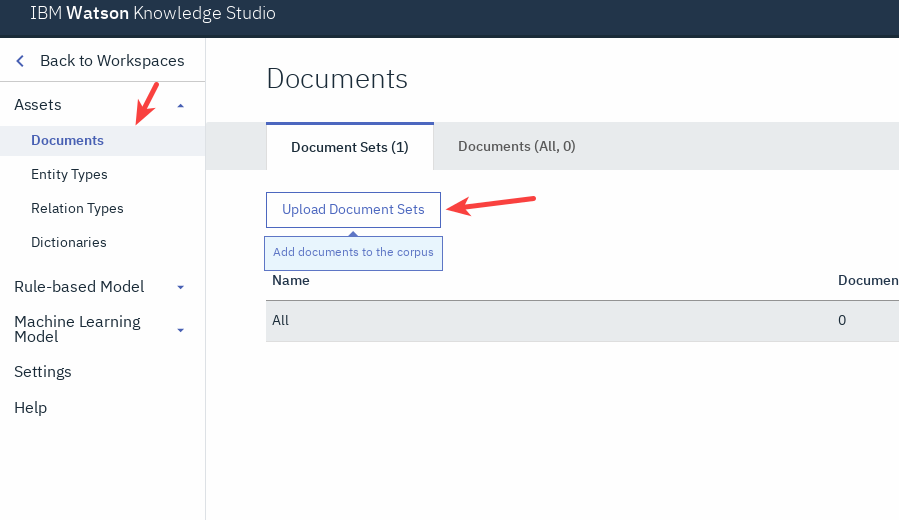 IBM Watson Knowledge Studio
Back to Workspaces
Assets
Documents
Entity Types
Relation Types
Dictionaries
Rule-based Model
Machine Learning
Model
Settings
Help
Documents
Document Sets (1)
Documents (All, 0)
Upload Document Sets
Add documents to the corpus
Name
Documen
All
0